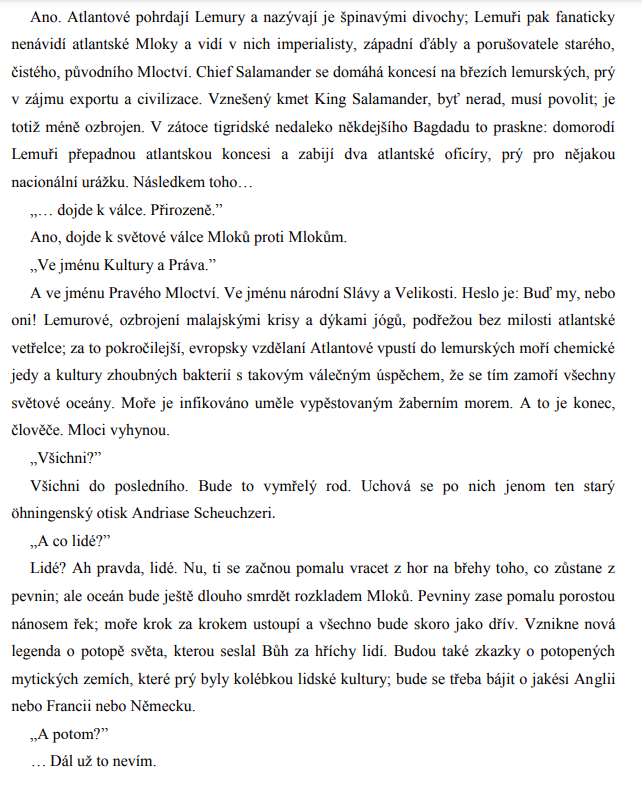 Ano. Atlantové pohrdají Lemury a nazývají je špinavými divochy; Lemuři pak fanaticky
nenávidí atlantské Mloky a vidí v nich imperialisty, západní ďábly a porušovatele starého,
čistého, původního Mloctví. Chief Salamander se domáhá koncesí na březích lemurských, prý
v zájmu exportu a civilizace. Vznešený kmet King Salamander, byť nerad, musí povolit; je
totiž méně ozbrojen. V zátoce tigridské nedaleko někdejšího Bagdadu to praskne: domorodí
Lemuři přepadnou atlantskou koncesi a zabijí dva atlantské oficíry, prý pro nějakou
nacionální urážku. Následkem toho…
„… dojde k válce. Přirozeně.”
Ano, dojde k světové válce Mloků proti Mlokům.
„Ve jménu Kultury a Práva.”
A ve jménu Pravého Mloctví. Ve jménu národní Slávy a Velikosti. Heslo je: Buď my, nebo
oni! Lemurové, ozbrojení malajskými krisy a dýkami jógů, podřežou bez milosti atlantské
vetřelce; za to pokročilejší, evropsky vzdělaní Atlantové vpustí do lemurských moří chemické
jedy a kultury zhoubných bakterií s takovým válečným úspěchem, že se tím zamoří všechny
světové oceány. Moře je infikováno uměle vypěstovaným žaberním morem. A to je konec,
člověče. Mloci vyhynou.
„Všichni?”
Všichni do posledního. Bude to vymřelý rod. Uchová se po nich jenom ten starý
öhningenský otisk Andriase Scheuchzeri.
„A co lidé?”
Lidé? Ah pravda, lidé. Nu, ti se začnou pomalu vracet z hor na břehy toho, co zůstane z
pevnin; ale oceán bude ještě dlouho smrdět rozkladem Mloků. Pevniny zase pomalu porostou
nánosem řek; moře krok za krokem ustoupí a všechno bude skoro jako dřív. Vznikne nová
legenda o potopě světa, kterou seslal Bůh za hříchy lidí. Budou také zkazky o potopených
mytických zemích, které prý byly kolébkou lidské kultury; bude se třeba bájit o jakési Anglii
nebo Francii nebo Německu.
„A potom?”
… Dál už to nevím.